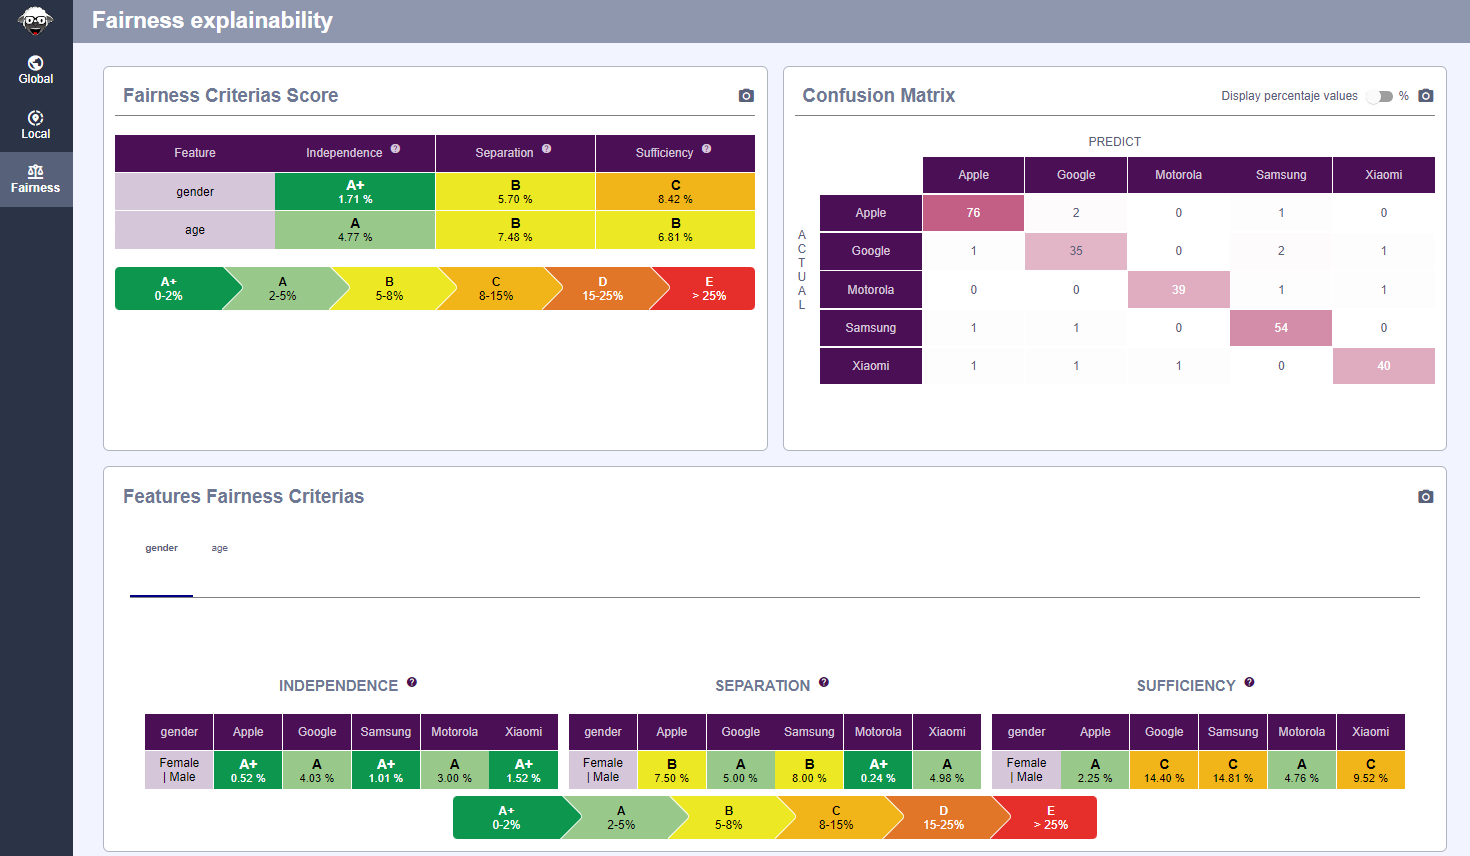 Fairness explainability
Global
Local
Fairness
Fairness Criterias Score
Feature Independence ? Separation ? Sufficiency ?
gender A+ 1.71 % B 5.70 % C 8.42 %
age A 4.77 % B 7.48 % B 6.81 %
A+ A B C D E
0-2% 2-5% 5-8% 8-15% 15-25% > 25%
Confusion Matrix
Display percentaje values %
PREDICT
ACTUAL
Apple Google Motorola Samsung Xiaomi
Apple 76 2 0 1 0
Google 1 35 0 2 1
Motorola 0 0 39 1 1
Samsung 1 1 0 54 0
Xiaomi 1 1 1 0 40
Features Fairness Criterias
gender age
INDEPENDENCE ?
gender Apple Google Samsung Motorola Xiaomi
Female A+ A A+ A A+
| Male 0.52 % 4.03 % 1.01 % 3.00 % 1.52 %
SEPARATION ?
gender Apple Google Samsung Motorola Xiaomi
Female B A B A+ A
| Male 7.50 % 5.00 % 8.00 % 0.24 % 4.98 %
SUFFICIENCY ?
gender Apple Google Samsung Motorola Xiaomi
Female A C C A C
| Male 2.25 % 14.40 % 14.81 % 4.76 % 9.52 %
A+ A B C D E
0-2% 2-5% 5-8% 8-15% 15-25% > 25%